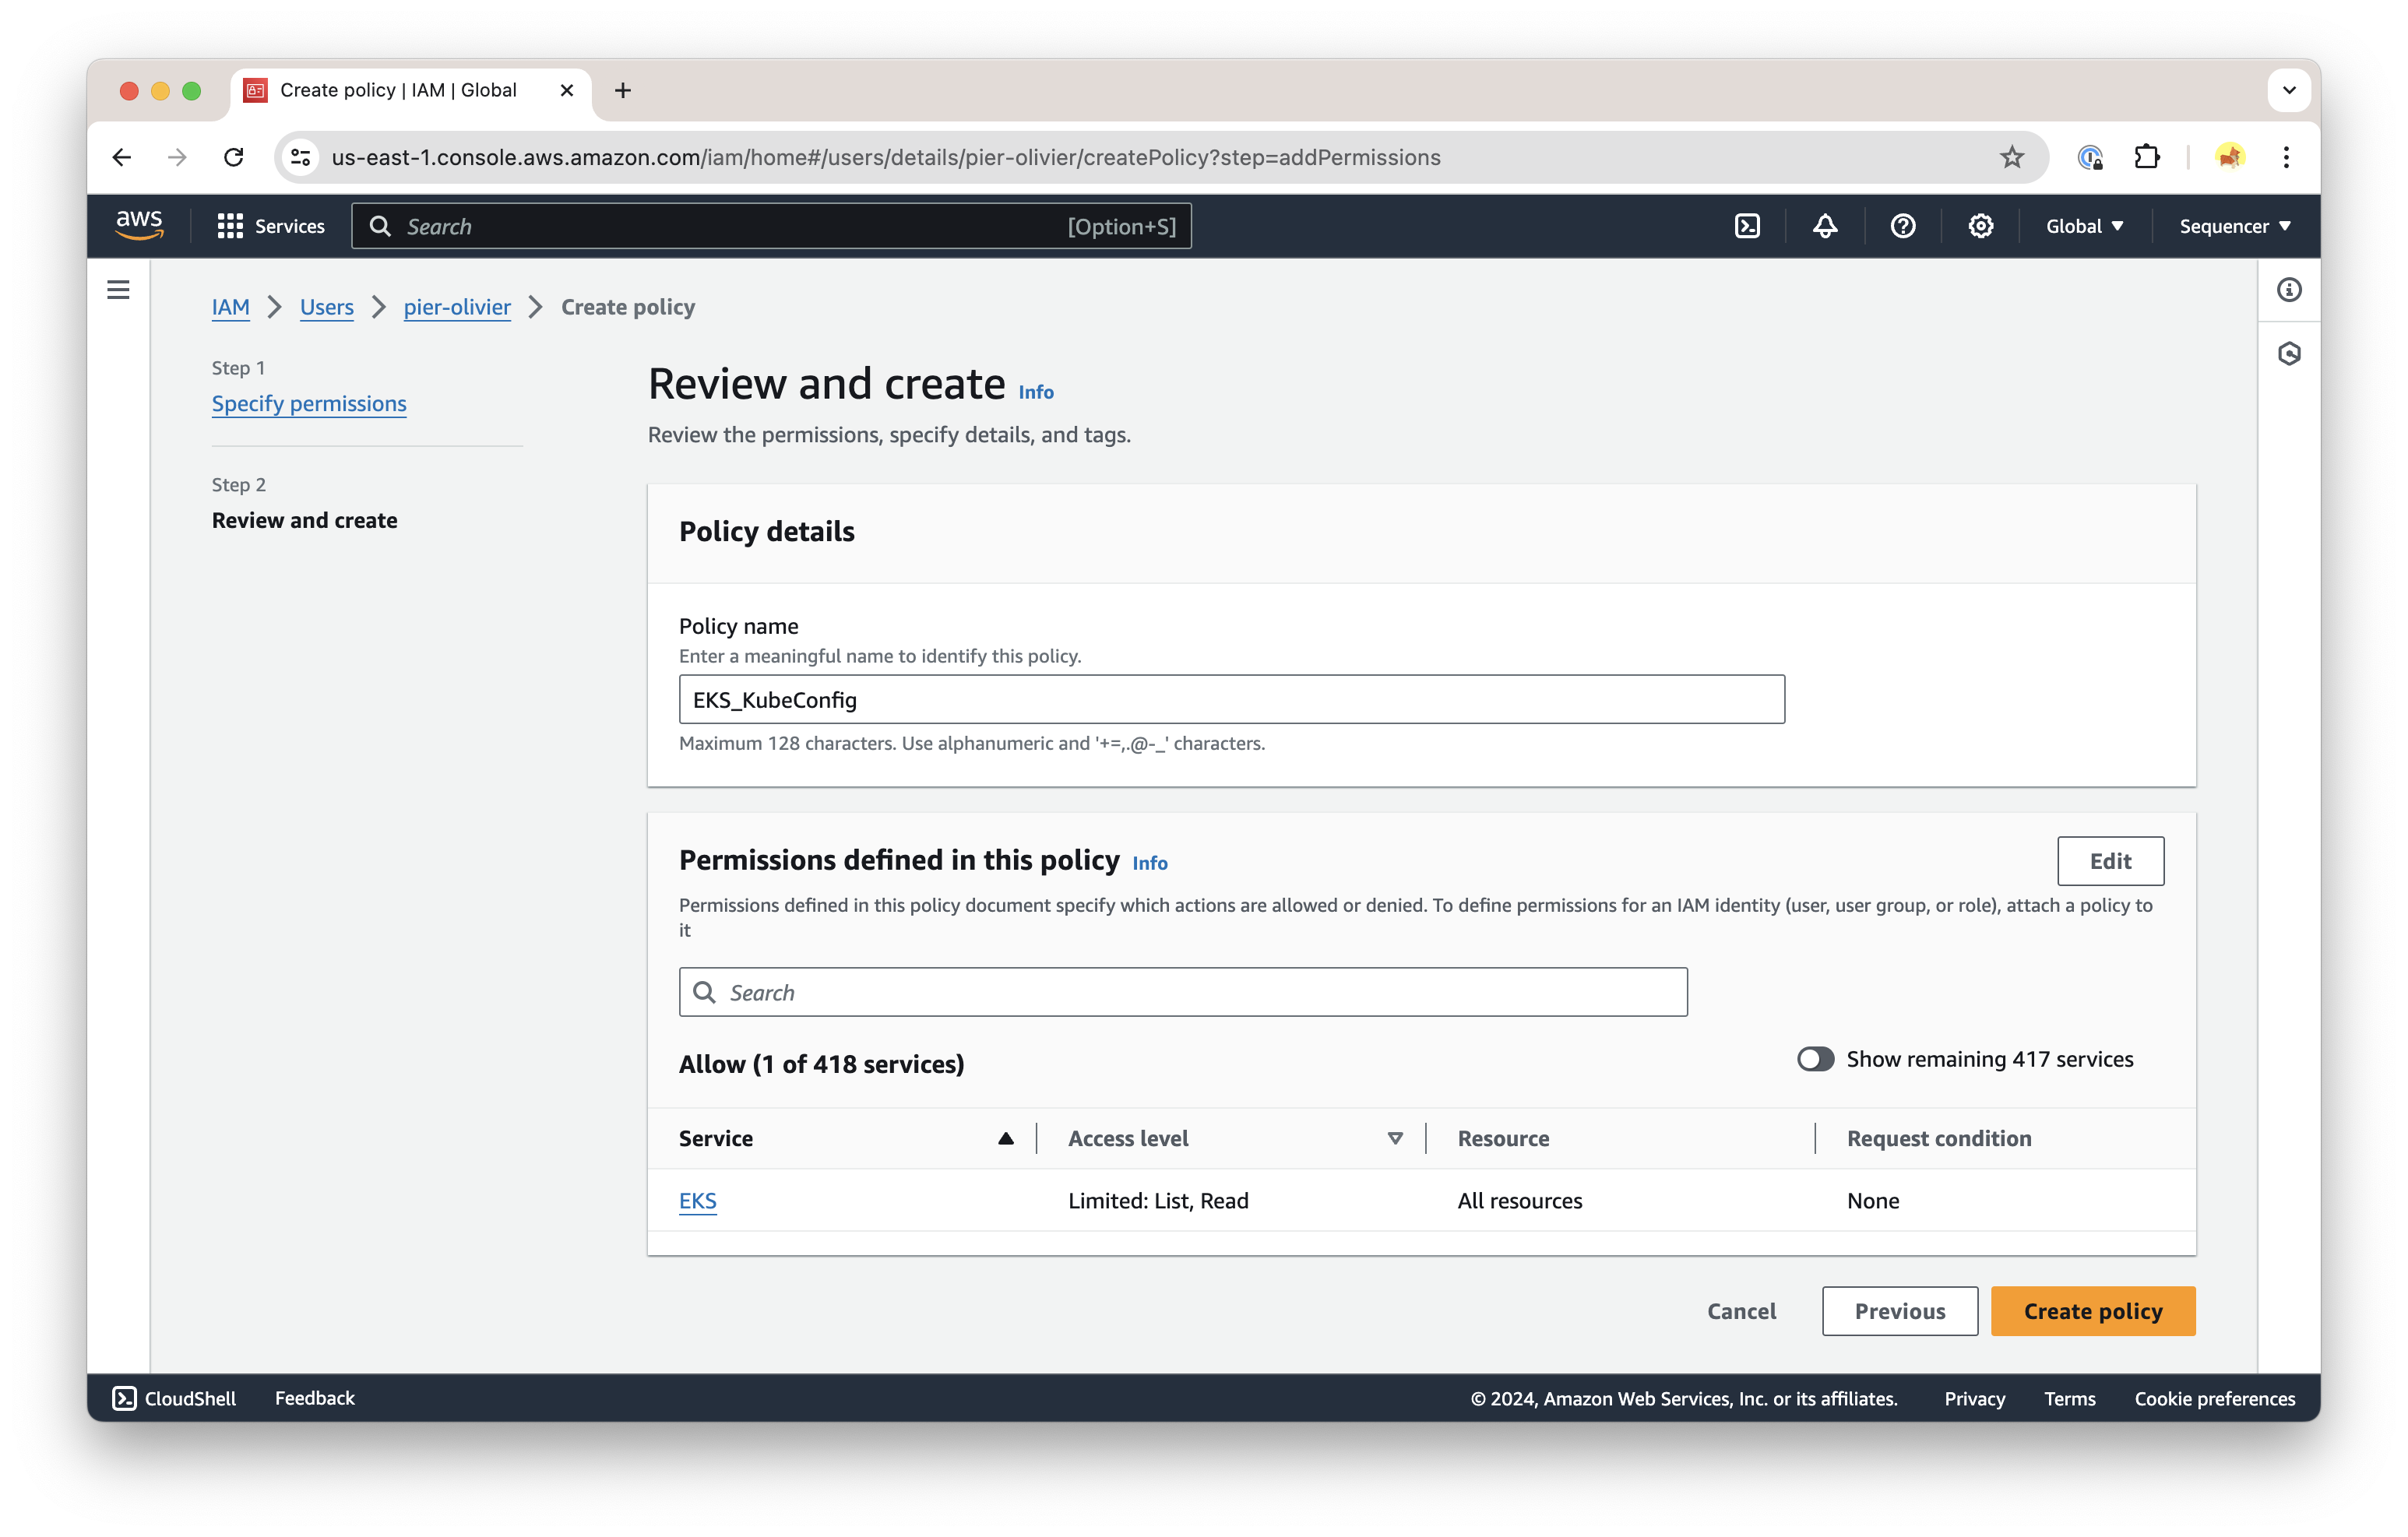 Create policy | IAM | Global
us-east-1.console.aws.amazon.com/iam/home#/users/details/pier-olivier/createPolicy?step=addPermissions
aws Services Search [Option+S] Global Sequencer
IAM Users pier-olivier Create policy
Step 1
Specify permissions
Step 2
Review and create
Review and create Info
Review the permissions, specify details, and tags.
Policy details
Policy name
Enter a meaningful name to identify this policy.
EKS_KubeConfig
Maximum 128 characters. Use alphanumeric and '+=,.@-_' characters.
Permissions defined in this policy Info
Edit
Permissions defined in this policy document specify which actions are allowed or denied. To define permissions for an IAM identity (user, user group, or role), attach a policy to
it
Search
Allow (1 of 418 services)
Show remaining 417 services
Service Access level Resource Request condition
EKS Limited: List, Read All resources None
Cancel Previous Create policy
CloudShell Feedback © 2024, Amazon Web Services, Inc. or its affiliates. Privacy Terms Cookie preferences